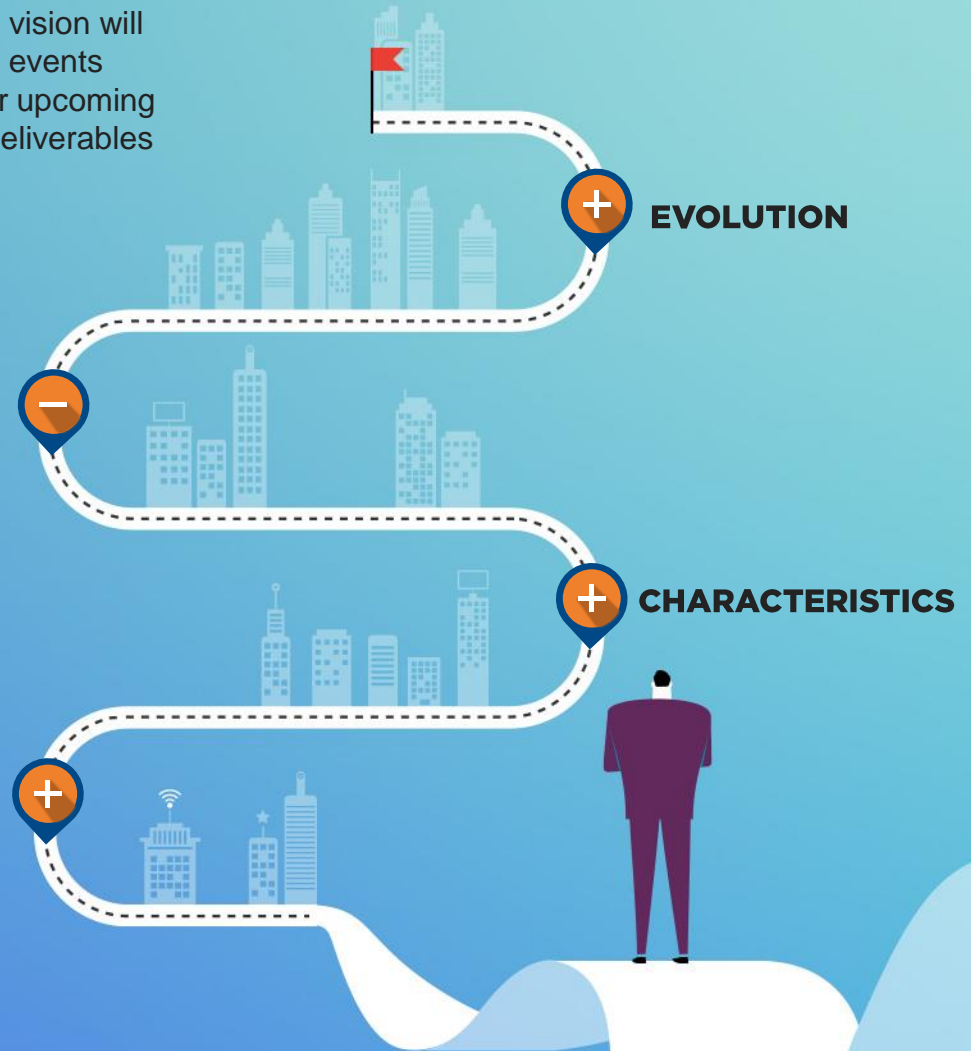 vision will
events
r upcoming
eliverables
EVOLUTION
CHARACTERISTICS